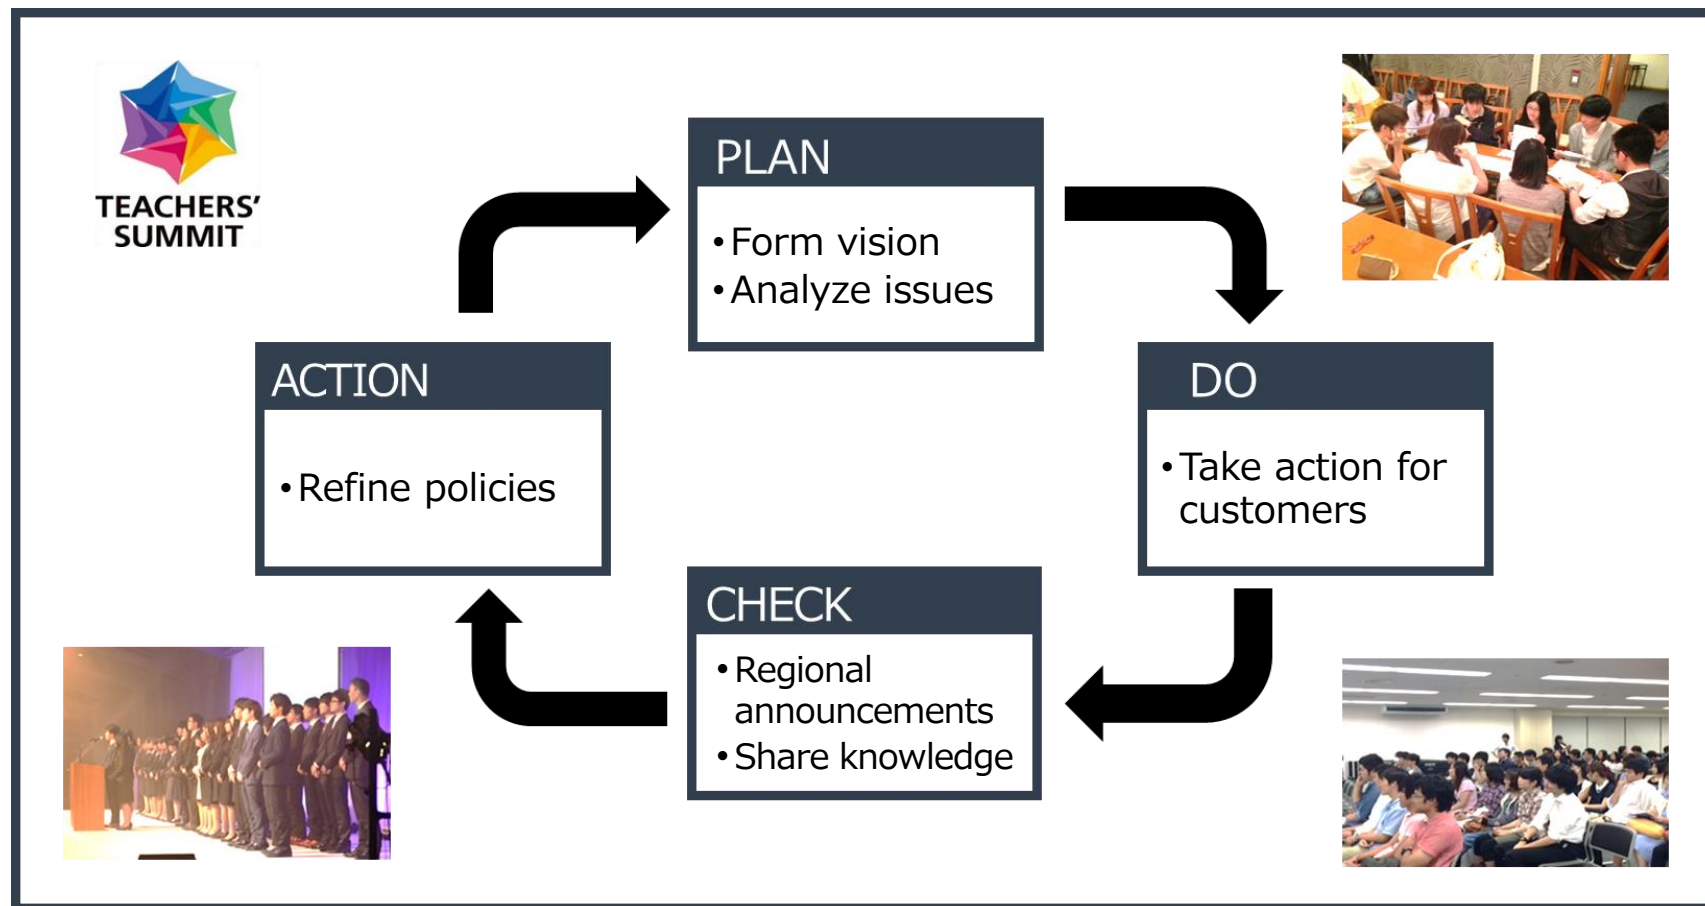 TEACHERS'
SUMMIT
PLAN
•Form vision
•Analyze issues
DO
•Take action for
customers
CHECK
•Regional
announcements
•Share knowledge
ACTION
•Refine policies